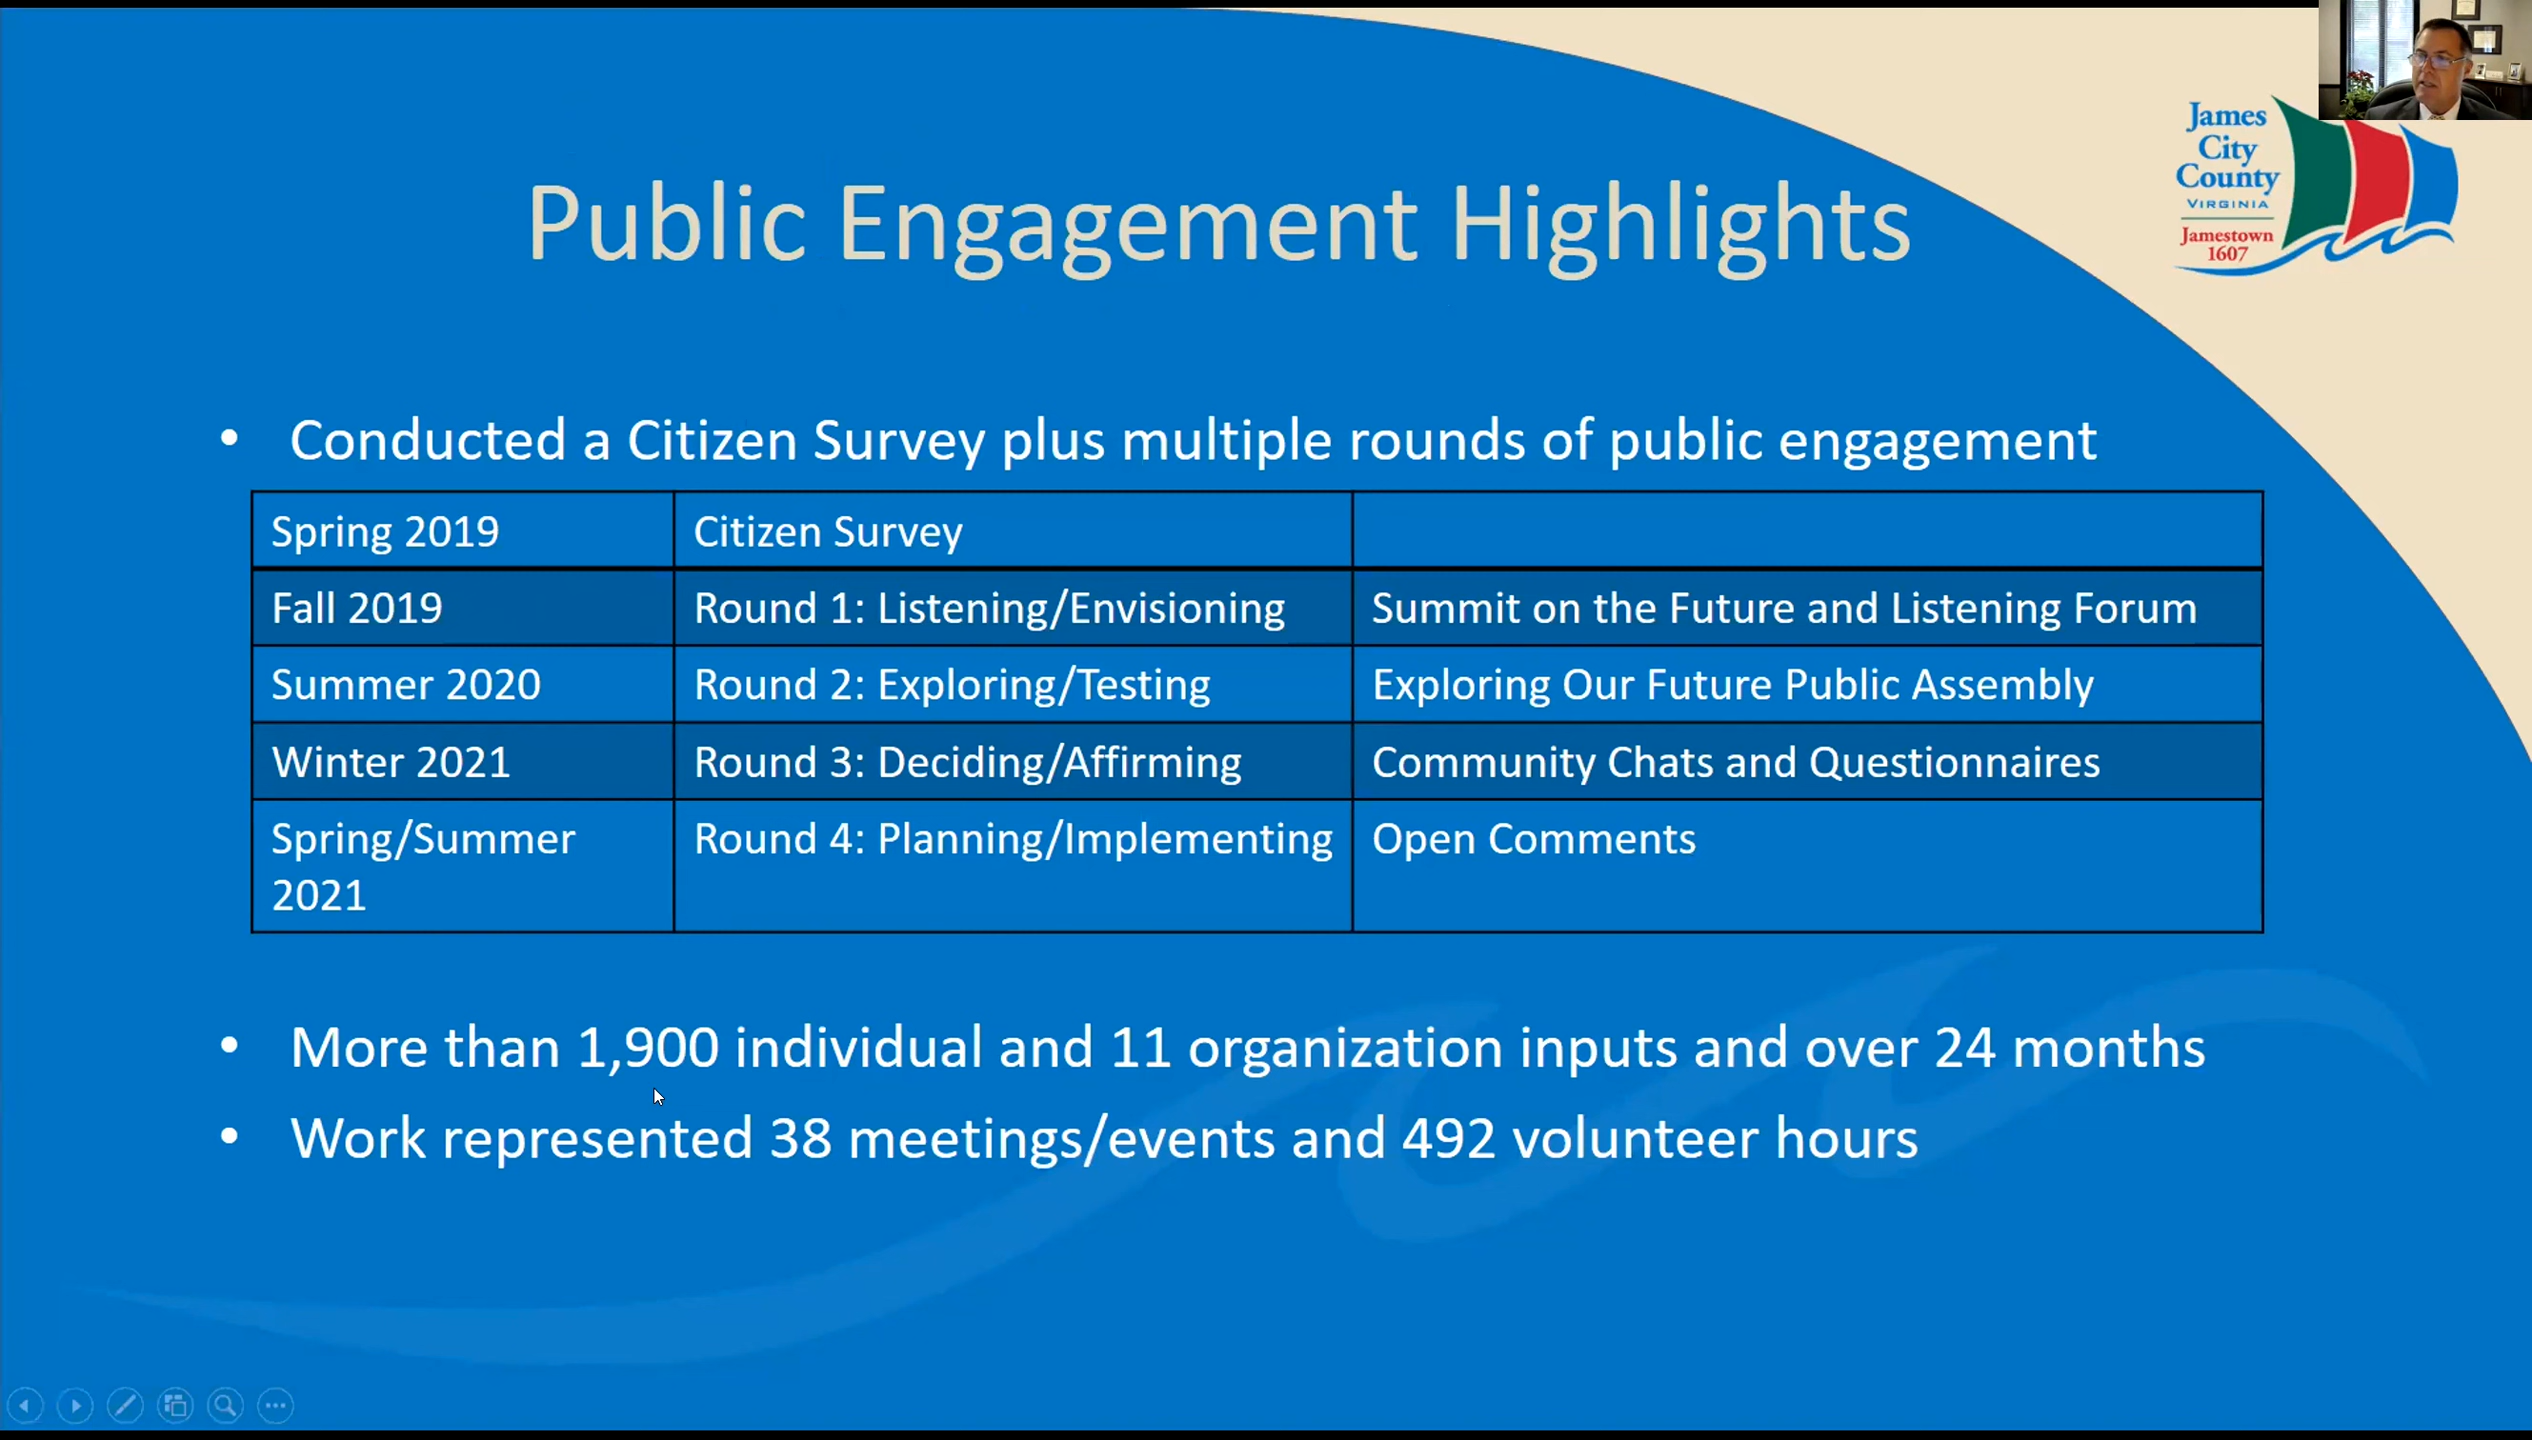 James
City
County
VIRGINIA
Jamestown
1607
Public Engagement Highlights
• Conducted a Citizen Survey plus multiple rounds of public engagement
Spring 2019 Citizen Survey
Fall 2019 Round 1: Listening/Envisioning Summit on the Future and Listening Forum
Summer 2020 Round 2: Exploring/Testing Exploring Our Future Public Assembly
Winter 2021 Round 3: Deciding/Affirming Community Chats and Questionnaires
Spring/Summer Round 4: Planning/Implementing Open Comments
2021
• More than 1,900 individual and 11 organization inputs and over 24 months
• Work represented 38 meetings/events and 492 volunteer hours